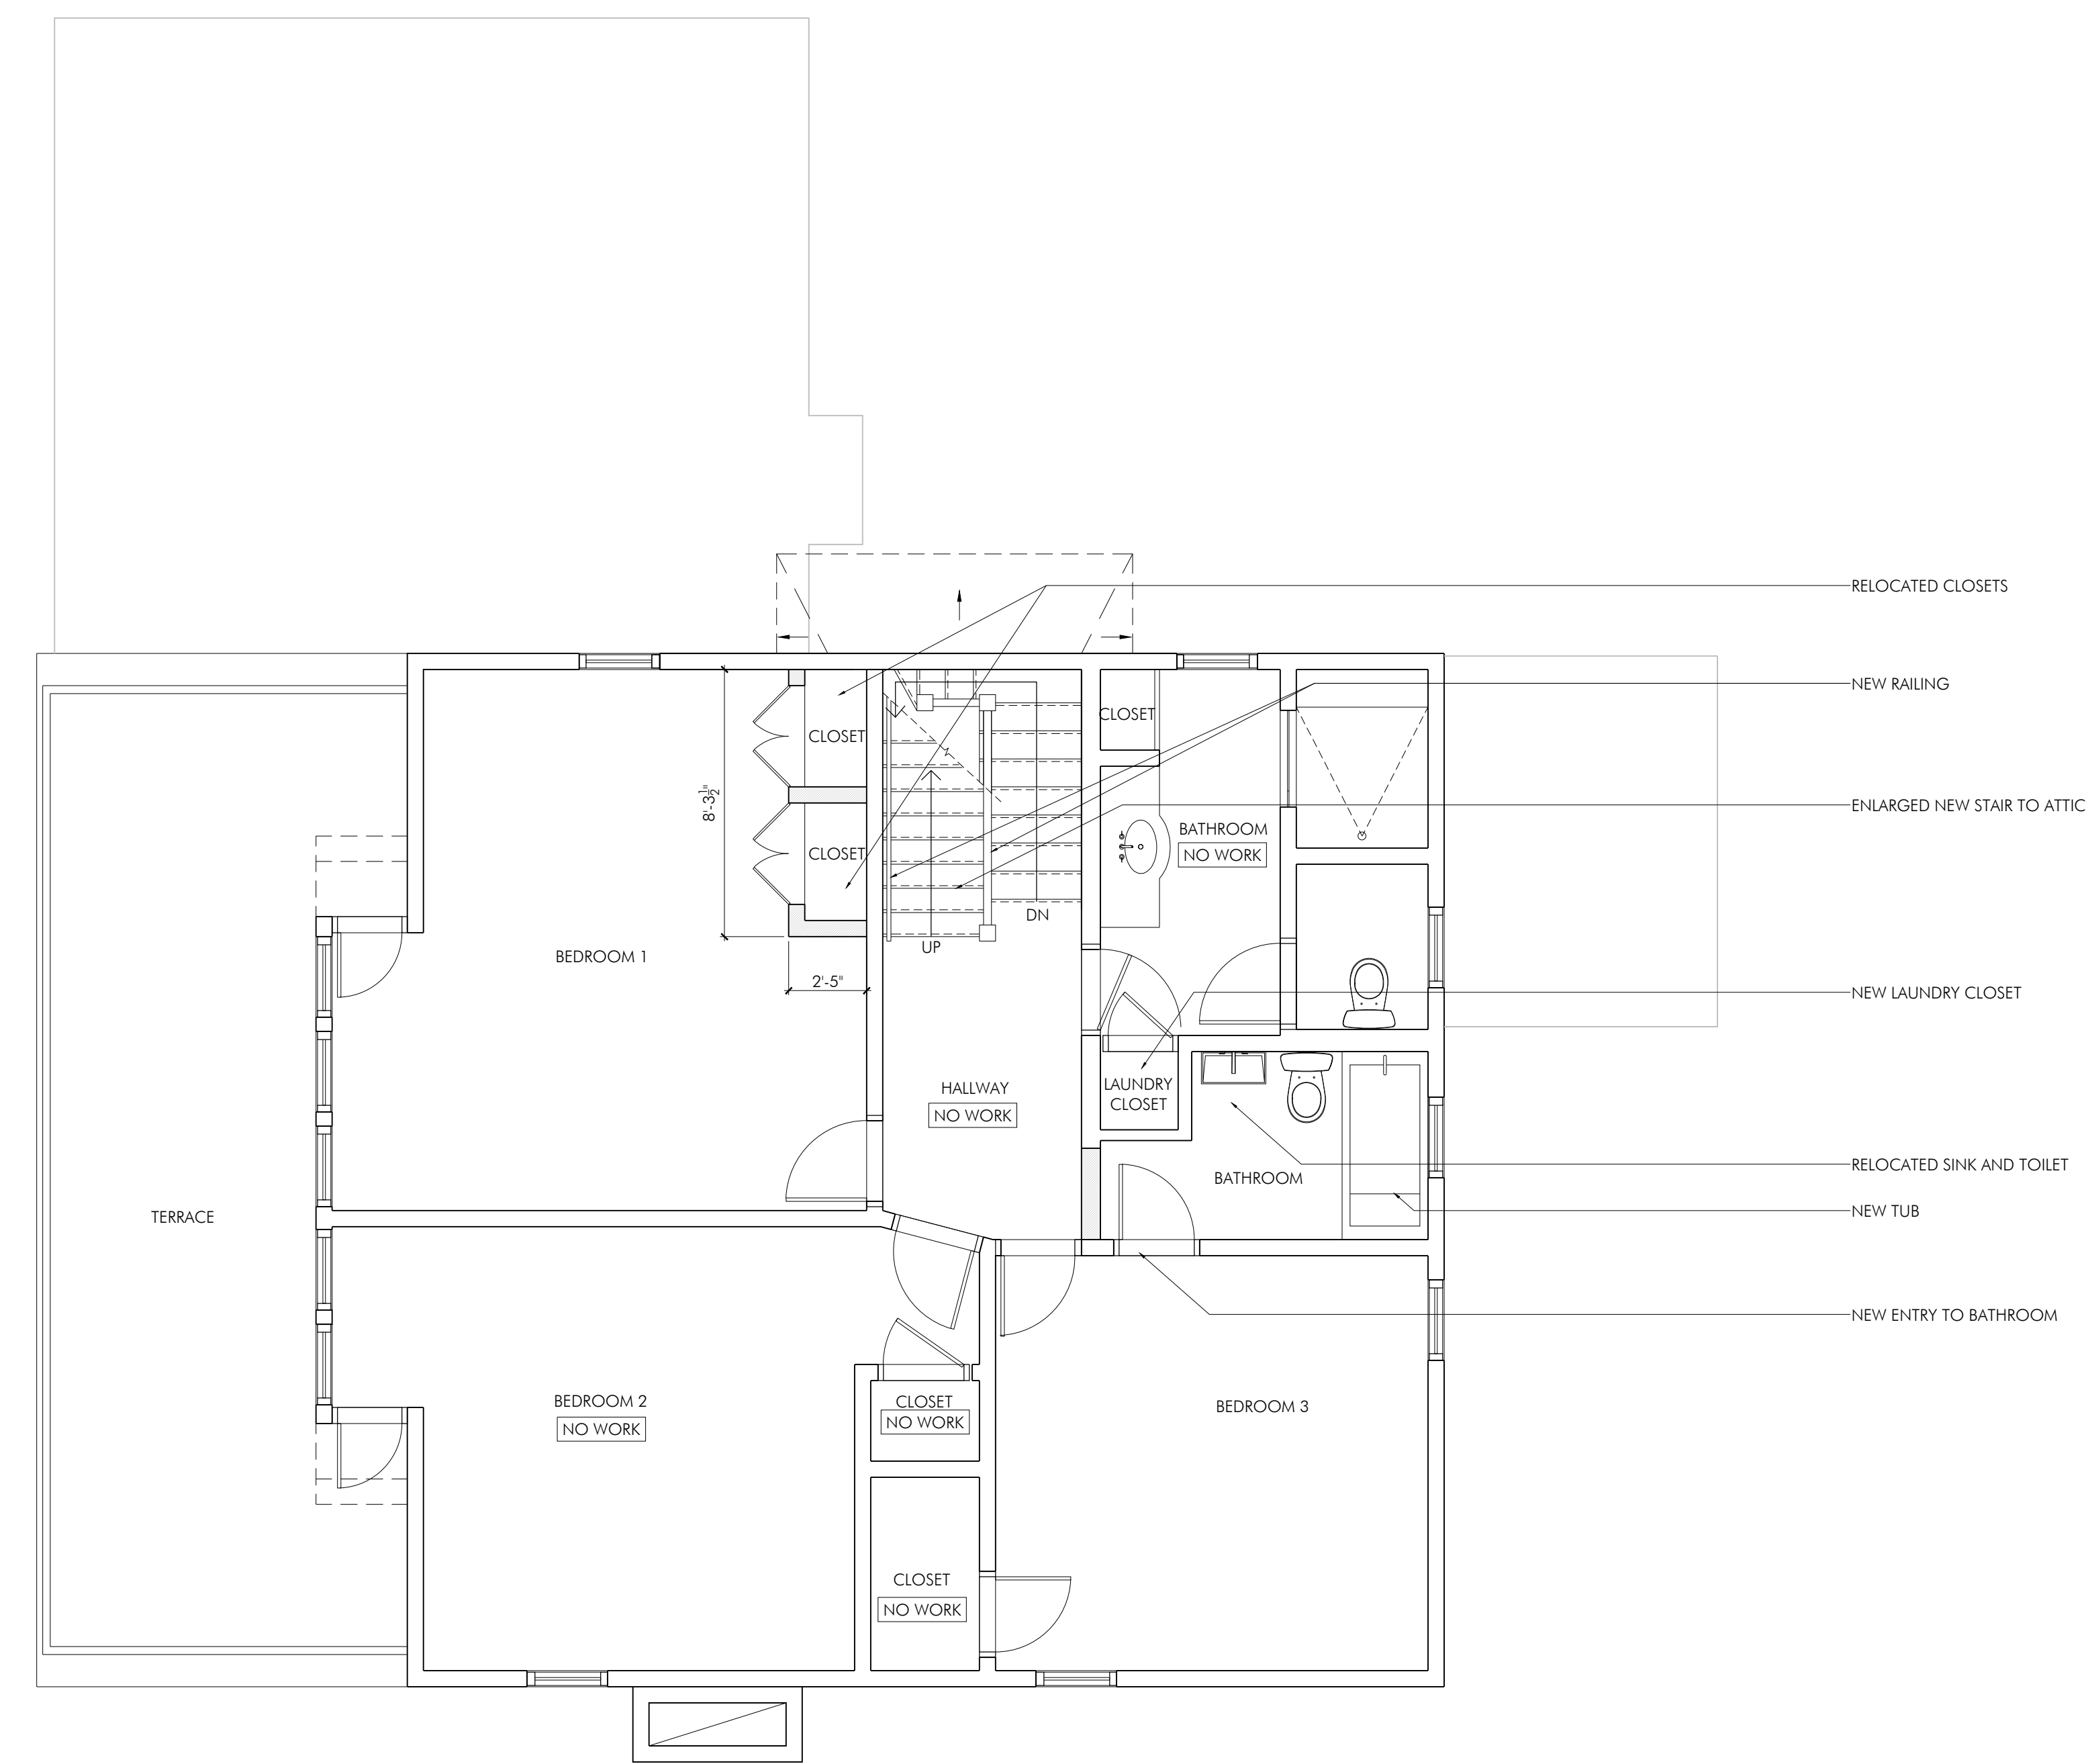 RELOCATED CLOSETS
NEW RAILING
CLOSET
CLOSET
8'-3½"
ENLARGED NEW STAIR TO ATTIC
BATHROOM
NO WORK
CLOSET
DN
UP
BEDROOM 1
2'-5"
NEW LAUNDRY CLOSET
HALLWAY
NO WORK
LAUNDRY
CLOSET
RELOCATED SINK AND TOILET
BATHROOM
TERRACE
NEW TUB
NEW ENTRY TO BATHROOM
BEDROOM 2
NO WORK
CLOSET
NO WORK
BEDROOM 3
CLOSET
NO WORK